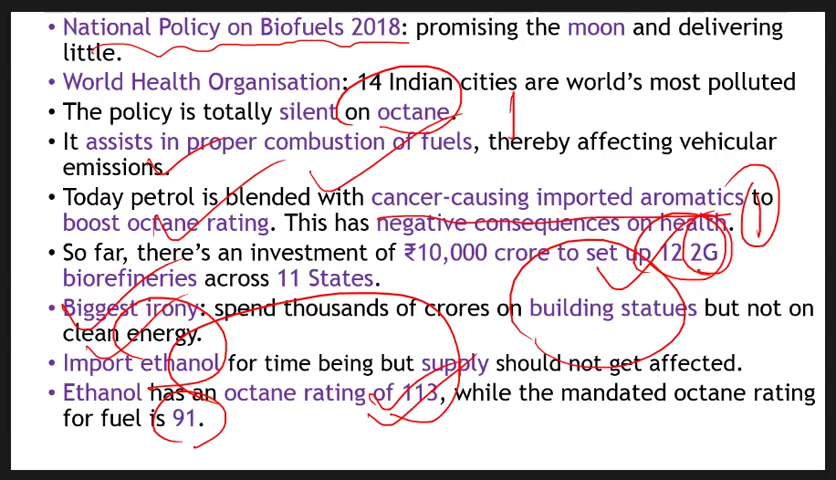 • National Policy on Biofuels 2018: promising the moon and delivering
little.
• World Health Organisation: 14 Indian cities are world's most polluted
• The policy is totally silent on octane.
• It assists in proper combustion of fuels, thereby affecting vehicular
emissions.
• Today petrol is blended with cancer-causing imported aromatics to
boost octane rating. This has negative consequences on health.
• So far, there's an investment of ₹10,000 crore to set up 12 2G
biorefineries across 11 States.
• Biggest irony: spend thousands of crores on building statues but not on
clean energy.
• Import ethanol for time being but supply should not get affected.
• Ethanol has an octane rating of 113, while the mandated octane rating
for fuel is 91.